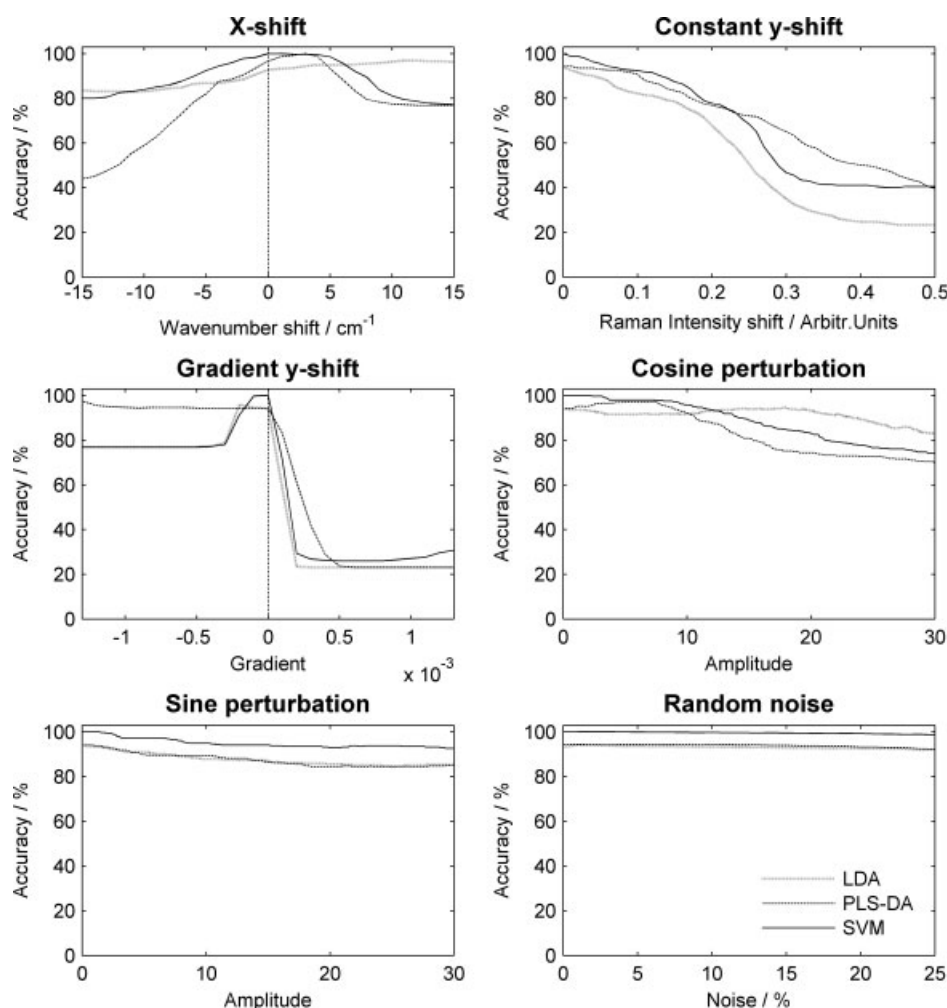 X-shift
Accuracy / %
100
80
60
40
20
0
-15 -10 -5 0 5 10 15
Wavenumber shift / cm-1
Constant y-shift
Accuracy / %
100
80
60
40
20
0
0 0.1 0.2 0.3 0.4 0.5
Raman Intensity shift / Arbitr.Units
Gradient y-shift
Accuracy / %
100
80
60
40
20
0
-1 -0.5 0 0.5 1
Gradient
x 10-3
Cosine perturbation
Accuracy / %
100
80
60
40
20
0
0 10 20 30
Amplitude
Sine perturbation
Accuracy / %
100
80
60
40
20
0
0 10 20 30
Amplitude
Random noise
Accuracy / %
100
80
60
40
20
0
LDA
PLS-DA
SVM
0 5 10 15 20 25
Noise / %